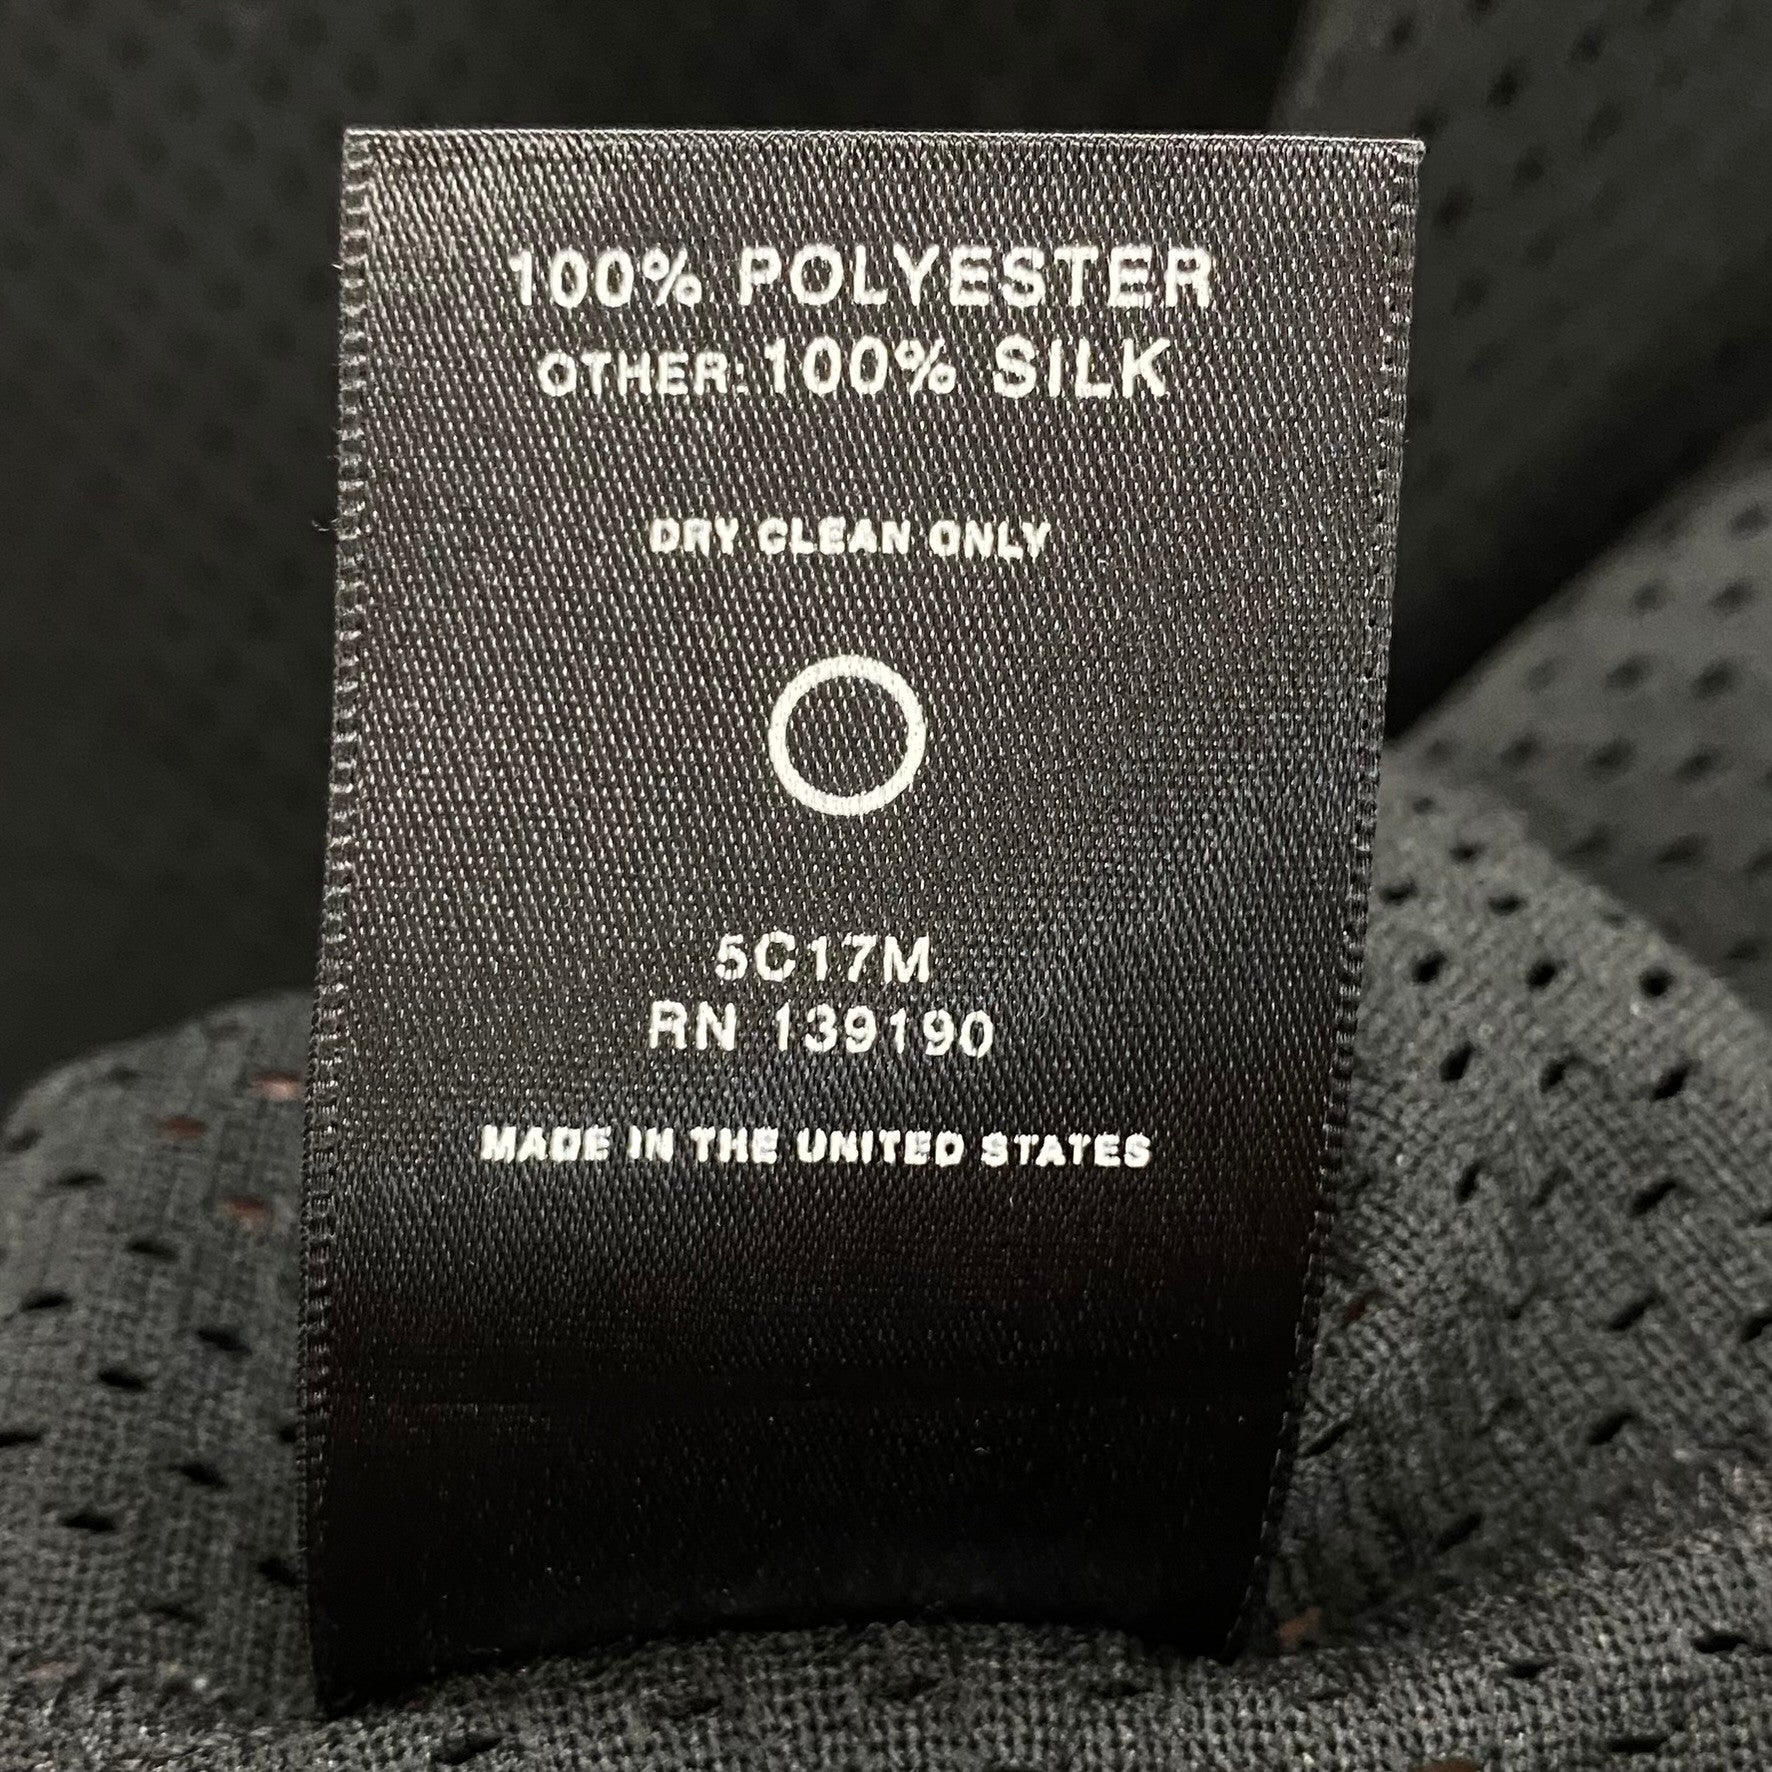 100% POLYESTER
OTHER: 100% SILK
DRY CLEAN ONLY
5C17M
RN 139190
MADE IN THE UNITED STATES